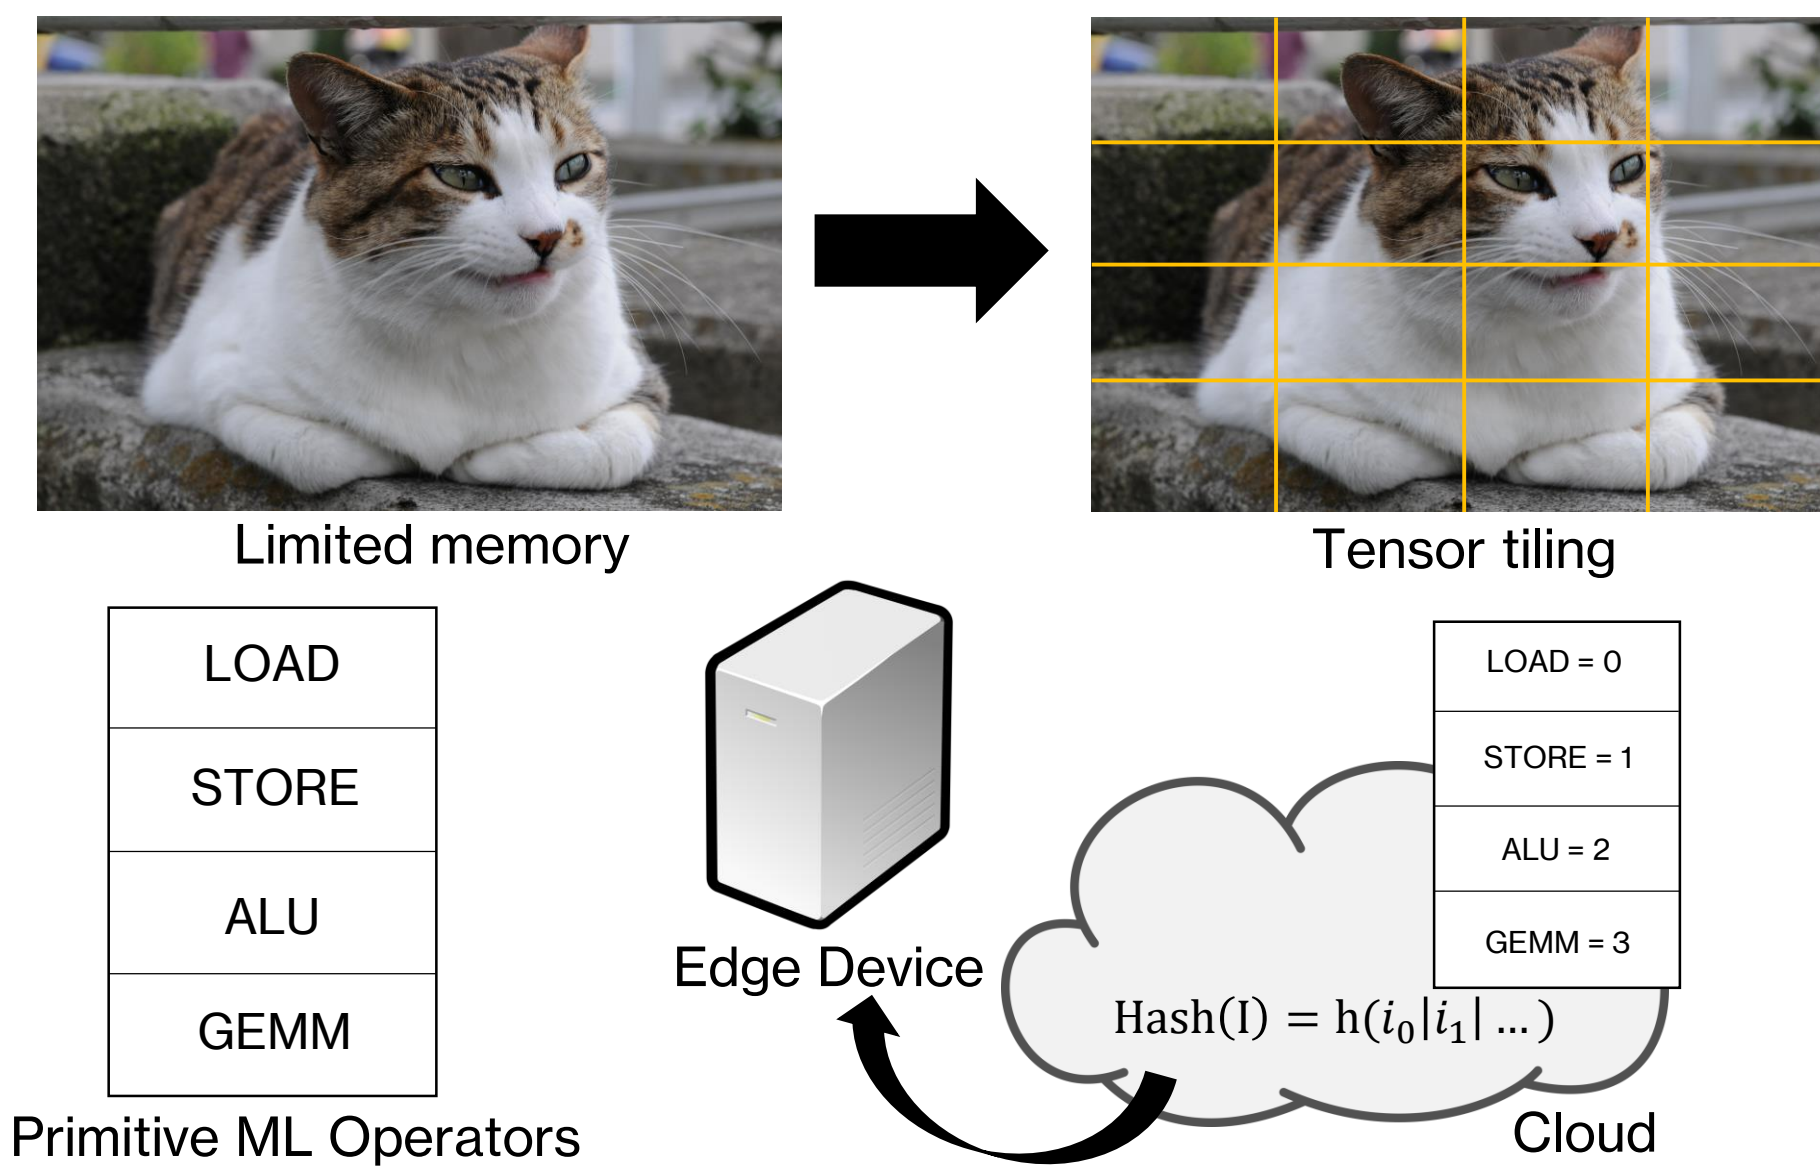 Limited memory
Tensor tiling
LOAD
STORE
ALU
GEMM
Primitive ML Operators
Edge Device
LOAD = 0
STORE = 1
ALU = 2
GEMM = 3
Hash(I) = h(i₀|i₁| … )
Cloud